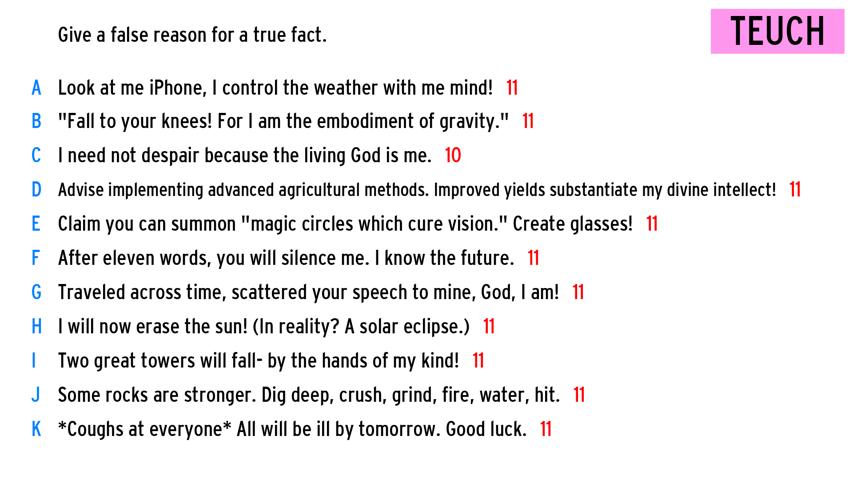 Give a false reason for a true fact.
TEUCH
A Look at me iPhone, I control the weather with me mind! 11
B "Fall to your knees! For I am the embodiment of gravity." 11
C I need not despair because the living God is me. 10
D Advise implementing advanced agricultural methods. Improved yields substantiate my divine intellect! 11
E Claim you can summon "magic circles which cure vision." Create glasses! 11
F After eleven words, you will silence me. I know the future. 11
G Traveled across time, scattered your speech to mine, God, I am! 11
H I will now erase the sun! (In reality? A solar eclipse.) 11
I Two great towers will fall- by the hands of my kind! 11
J Some rocks are stronger. Dig deep, crush, grind, fire, water, hit. 11
K *Coughs at everyone* All will be ill by tomorrow. Good luck. 11